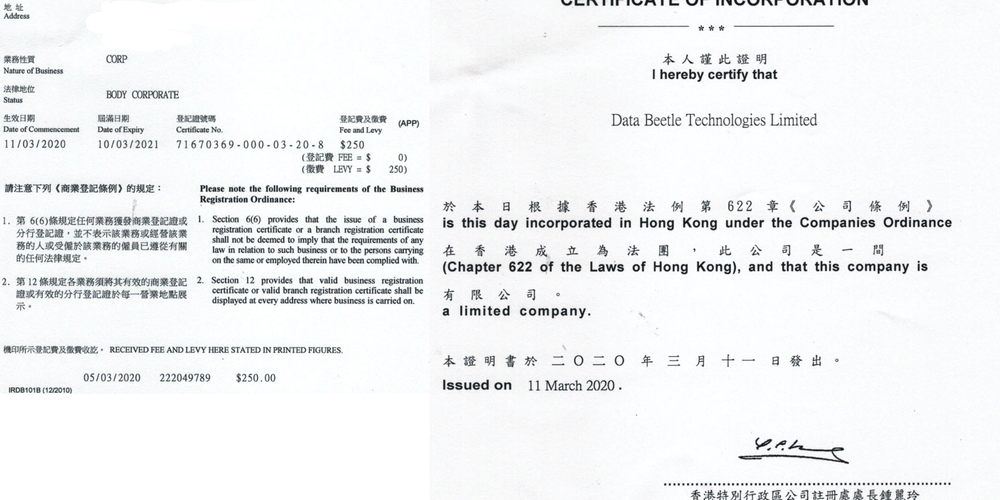 地 址
Address
業務性質
Nature of Business
CORP
法律地位
Status
BODY CORPORATE
生效日期
Date of Commencement
屆滿日期
Date of Expiry
登記證號碼
Certificate No.
登記費及徵費
Fee and Levy
(APP)
11/03/2020 10/03/2021 71670369-000-03-20-8 $250
(登記費 FEE = $ 0)
(徵費 LEVY = $ 250)
請注意下列《商業登記條例》的規定：
1. 第 6(6)條規定任何業務獲發商業登記證或
分行登記證，並不表示該業務或經營該業
務的人或受僱於該業務的僱員已遵從有關
的任何法律規定。
2. 第 12 條規定各業務須將其有效的商業登記
證或有效的分行登記證於每一營業地點展
示。
Please note the following requirements of the Business
Registration Ordinance:
1. Section 6(6) provides that the issue of a business
registration certificate or a branch registration certificate
shall not be deemed to imply that the requirements of any
law in relation to such business or to the persons carrying
on the same or employed therein have been complied with.
2. Section 12 provides that valid business registration
certificate or valid branch registration certificate shall be
displayed at every address where business is carried on.
機印所示登記費及徵費收訖。 RECEIVED FEE AND LEVY HERE STATED IN PRINTED FIGURES.
05/03/2020 222049789 $250.00
IRDB101B (12/2010)
CERTIFICATE OF INCORPORATION
***
本 人 謹 此 證 明
I hereby certify that
Data Beetle Technologies Limited
於 本 日 根 據 香 港 法 例 第 622 章《 公 司 條 例 》
is this day incorporated in Hong Kong under the Companies Ordinance
在 香 港 成 立 為 法 團 ， 此 公 司 是 一 間
(Chapter 622 of the Laws of Hong Kong), and that this company is
有 限 公 司 。
a limited company.
本 證 明 書 於 二 〇 二 〇 年 三 月 十 一 日 發 出 。
Issued on 11 March 2020 .
香港特別行政區公司註冊處處長鍾麗玲